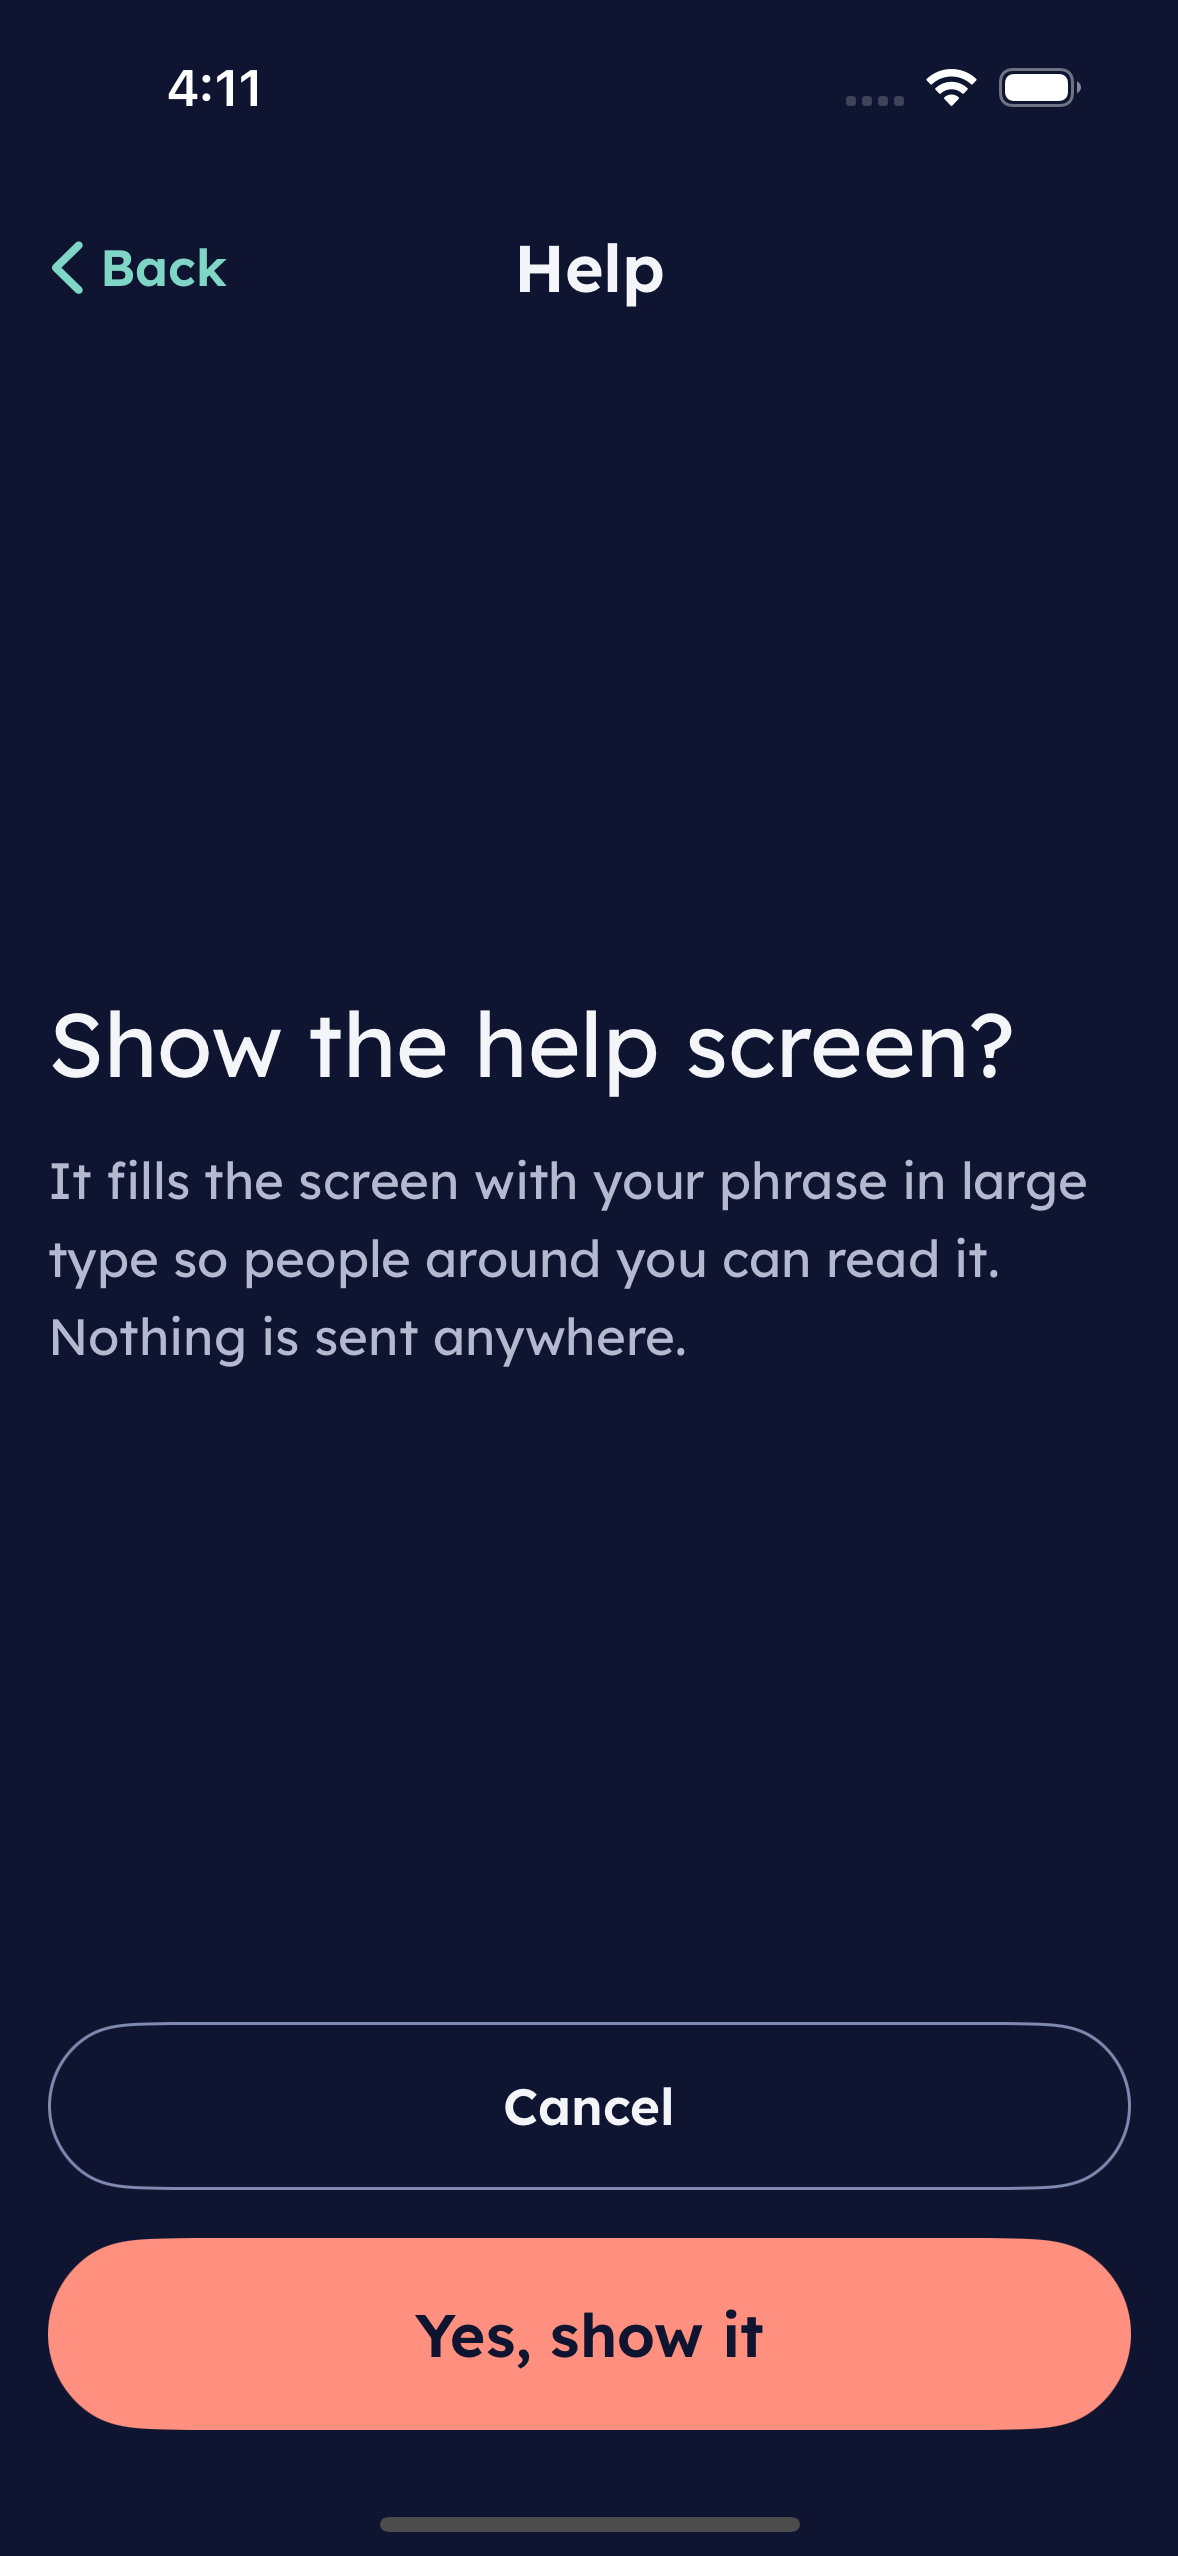 4:11
Back
Help
Show the help screen?
It fills the screen with your phrase in large
type so people around you can read it.
Nothing is sent anywhere.
Cancel
Yes, show it